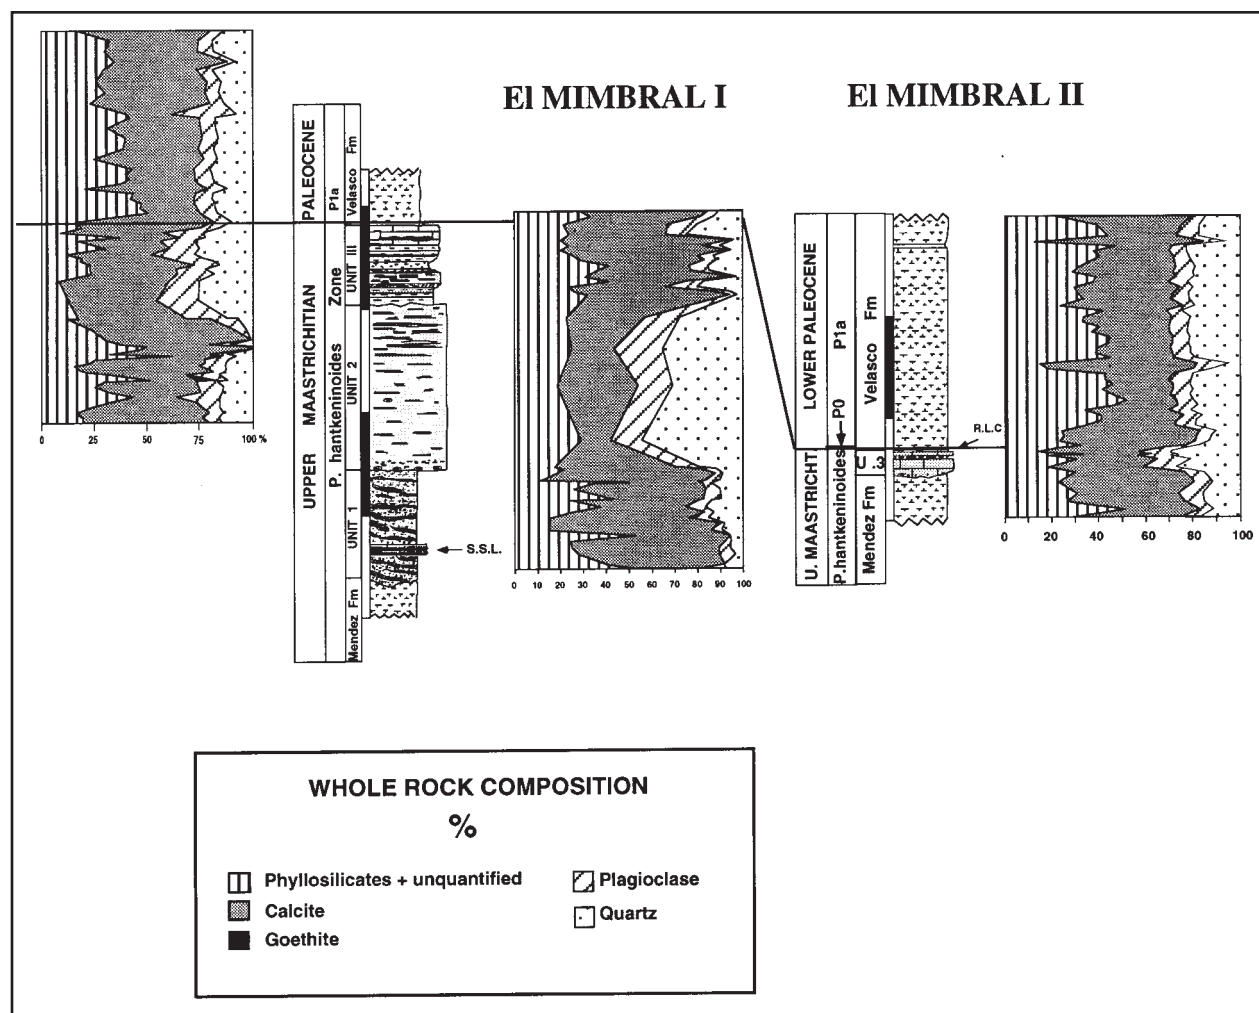 0 25 50 75 100 %
El MIMBRAL I
El MIMBRAL II
UPPER MAASTRICHITIAN PALEOCENE
P. hantkeninoides Zone P1a
Mendez Fm UNIT 1 UNIT 2 UNIT III Velasco Fm
S.S.L.
0 10 20 30 40 50 60 70 80 90 100
U. MAASTRICHT LOWER PALEOCENE
P.hantkeninoides P0 P1a
Mendez Fm U .3 Velasco Fm
R.L.C
0 20 40 60 80 100
WHOLE ROCK COMPOSITION
%
Phyllosilicates + unquantified
Calcite
Goethite
Plagioclase
Quartz